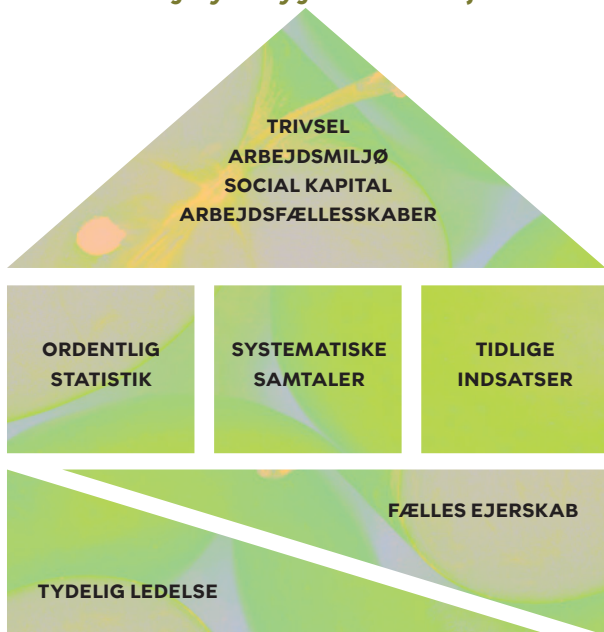 TRIVSEL
ARBEJDSMILJØ
SOCIAL KAPITAL
ARBEJDSFÆLLESSKABER
ORDENTLIG
STATISTIK
SYSTEMATISKE
SAMTALER
TIDLIGE
INDSATSER
FÆLLES EJERSKAB
TYDELIG LEDELSE